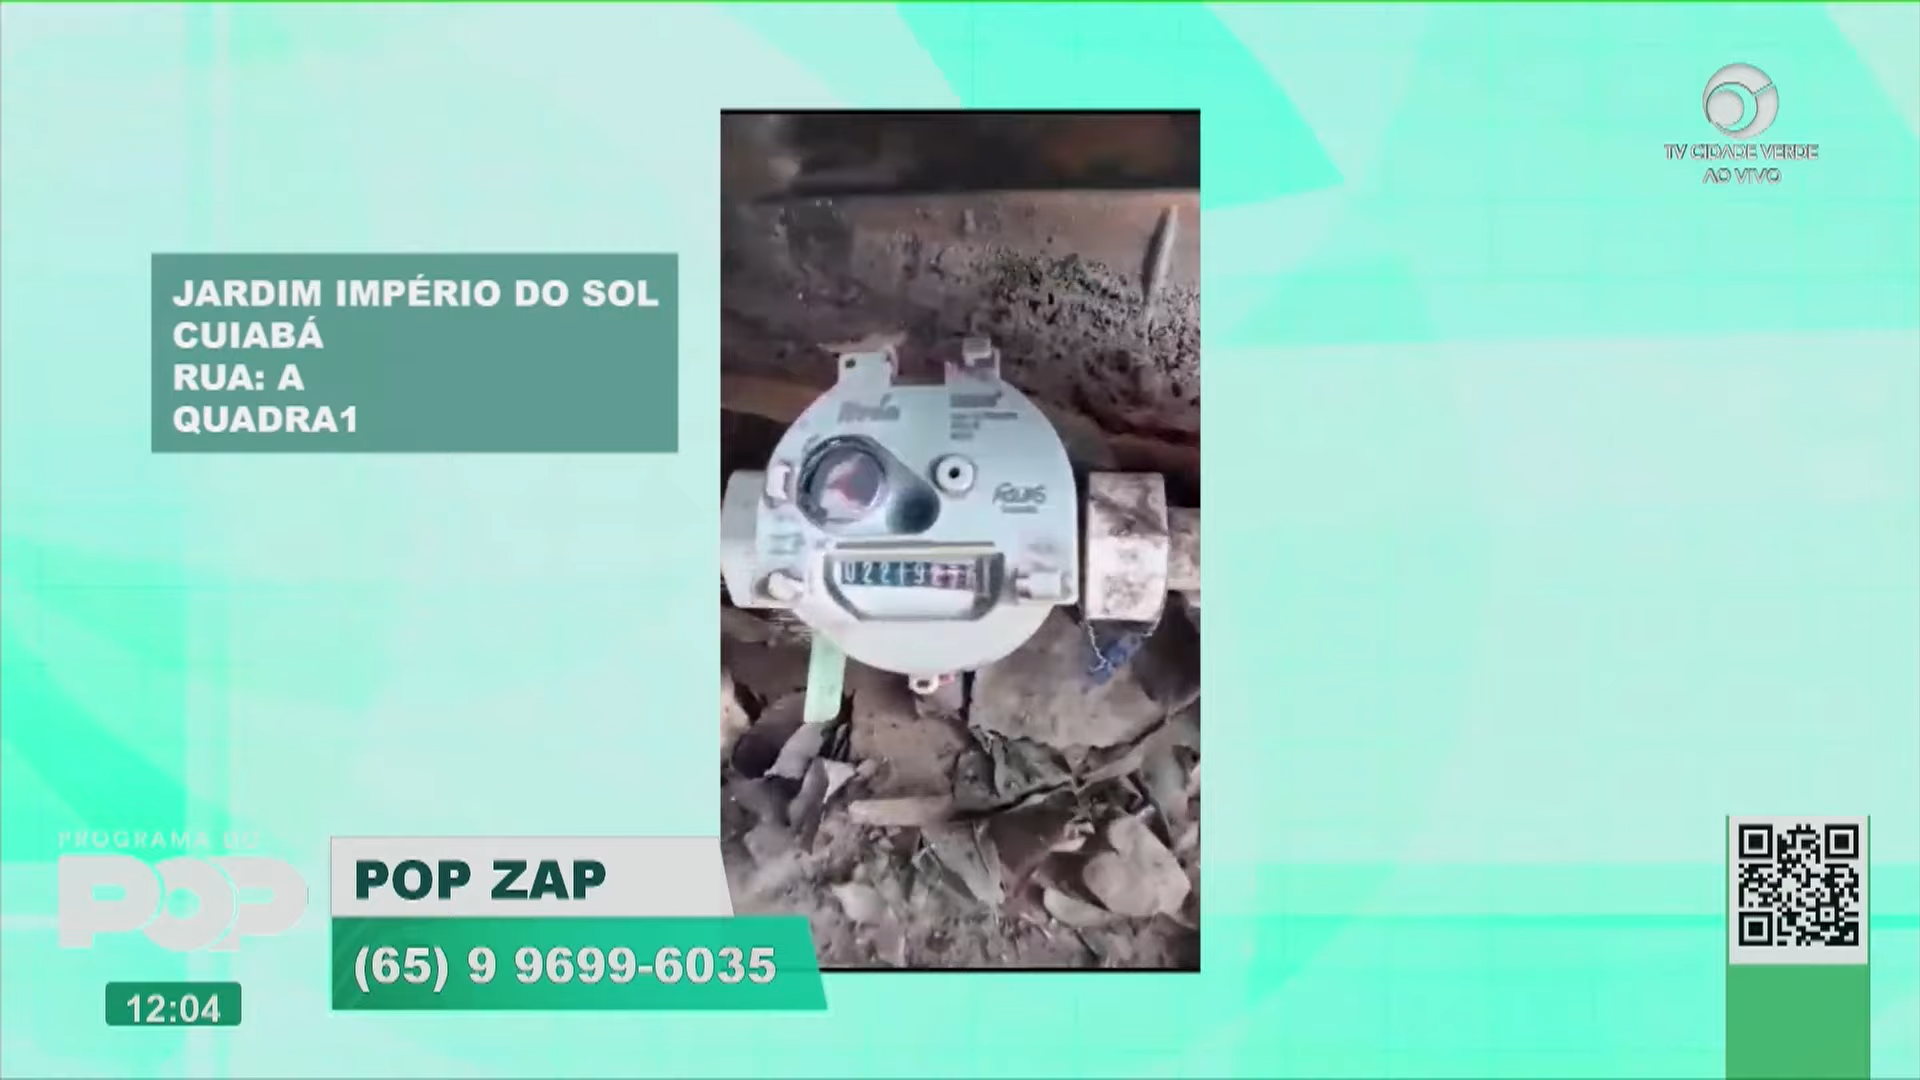 TV CIDADE VERDE
AO VIVO
JARDIM IMPÉRIO DO SOL
CUIABÁ
RUA: A
QUADRA1
PROGRAMA DO
POP
POP ZAP
(65) 9 9699-6035
12:04